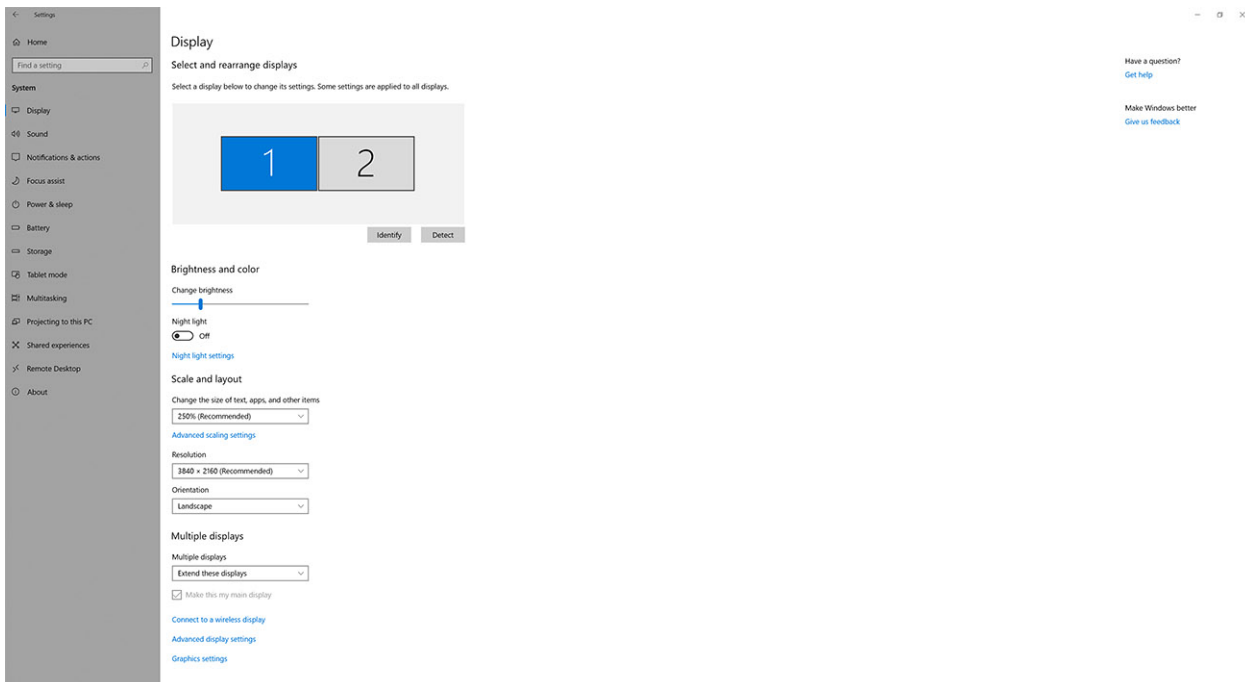 Settings
Home
Find a setting
System
Display
Sound
Notifications & actions
Focus assist
Power & sleep
Battery
Storage
Tablet mode
Multitasking
Projecting to this PC
Shared experiences
Remote Desktop
About
Display
Select and rearrange displays
Select a display below to change its settings. Some settings are applied to all displays.
1 2
Identify Detect
Brightness and color
Change brightness
Night light
Off
Night light settings
Scale and layout
Change the size of text, apps, and other items
250% (Recommended)
Advanced scaling settings
Resolution
3840 × 2160 (Recommended)
Orientation
Landscape
Multiple displays
Multiple displays
Extend these displays
Make this my main display
Connect to a wireless display
Advanced display settings
Graphics settings
Have a question?
Get help
Make Windows better
Give us feedback